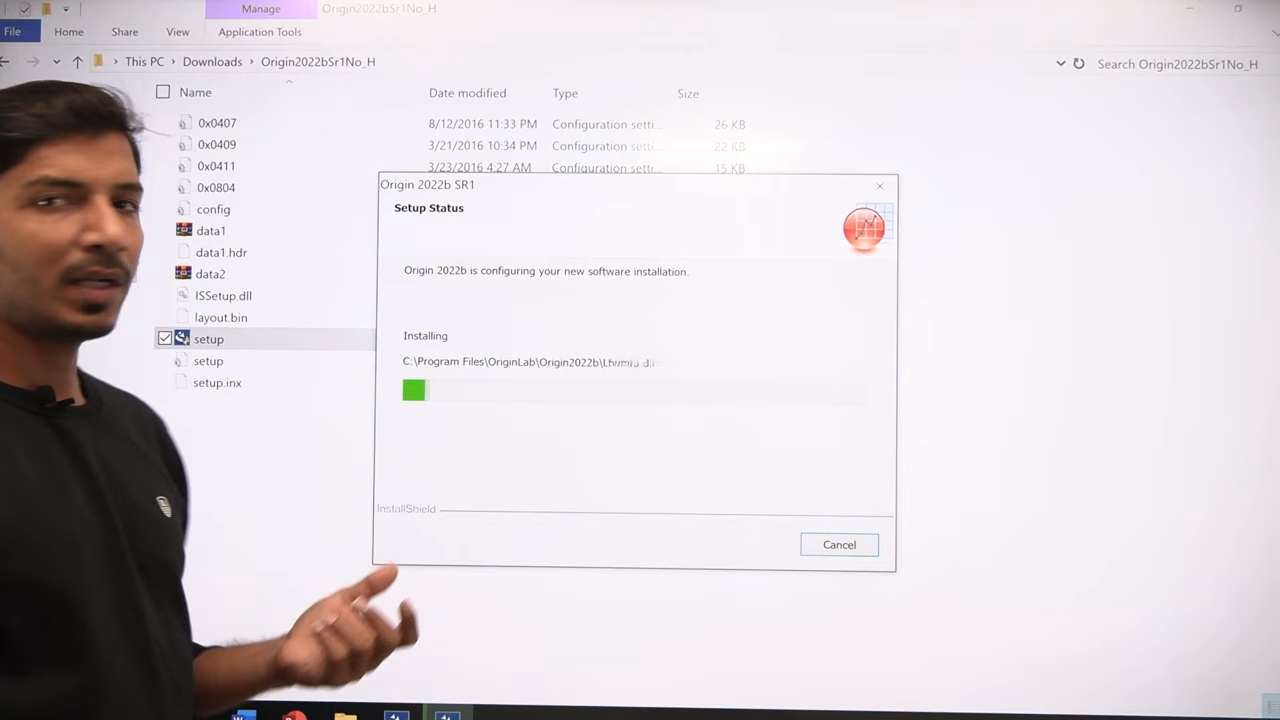 Manage
Origin2022bSr1No_H
File Home Share View Application Tools
This PC Downloads Origin2022bSr1No_H Search Origin2022bSr1No_H
Name Date modified Type Size
0x0407 8/12/2016 11:33 PM Configuration setti... 26 KB
0x0409 3/21/2016 10:34 PM Configuration setti... 22 KB
0x0411 3/23/2016 4:27 AM Configuration setti... 15 KB
0x0804
config
data1
data1.hdr
data2
ISSetup.dll
layout.bin
setup
setup
setup.inx
Origin 2022b SR1
Setup Status
Origin 2022b is configuring your new software installation.
Installing
C:\Program Files\OriginLab\Origin2022b\
InstallShield
Cancel